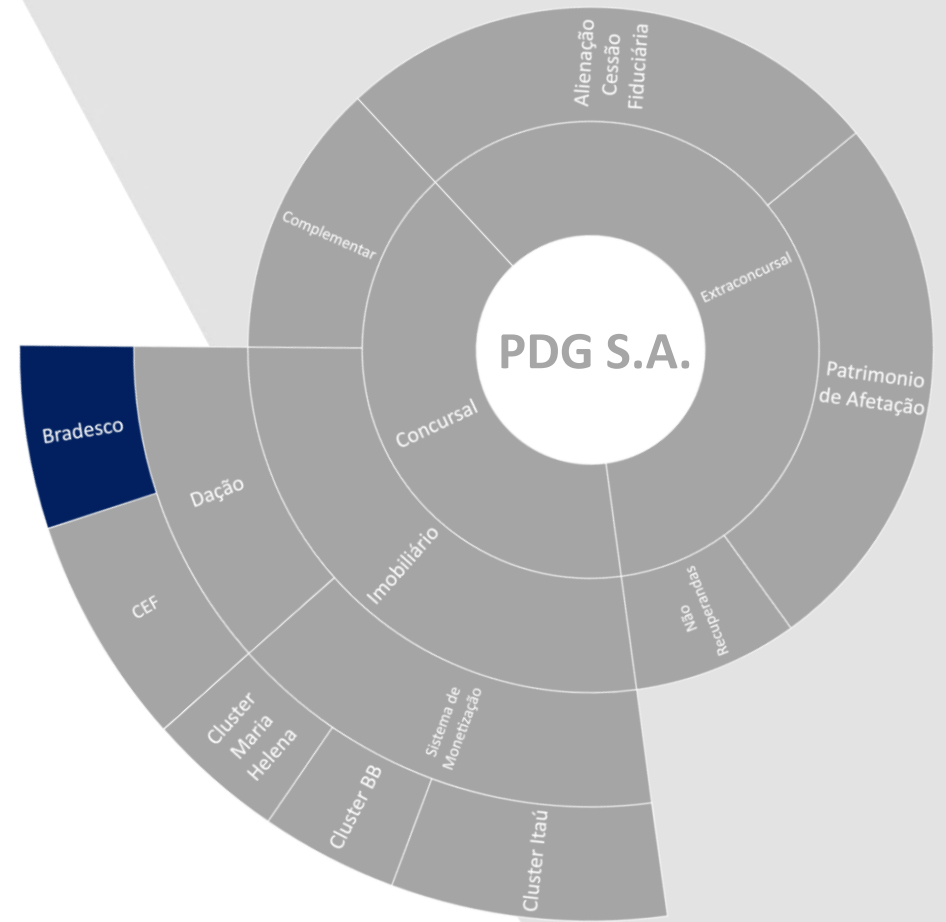 Alienação
Cessão
Fiduciária
Complementar
Extraconcursal
PDG S.A.
Patrimonio
de Afetação
Concursal
Bradesco
Dação
Imobiliário
Não
Recuperandas
CEF
Sistema de
Monetização
Cluster
Maria
Helena
Cluster BB
Cluster Itaú